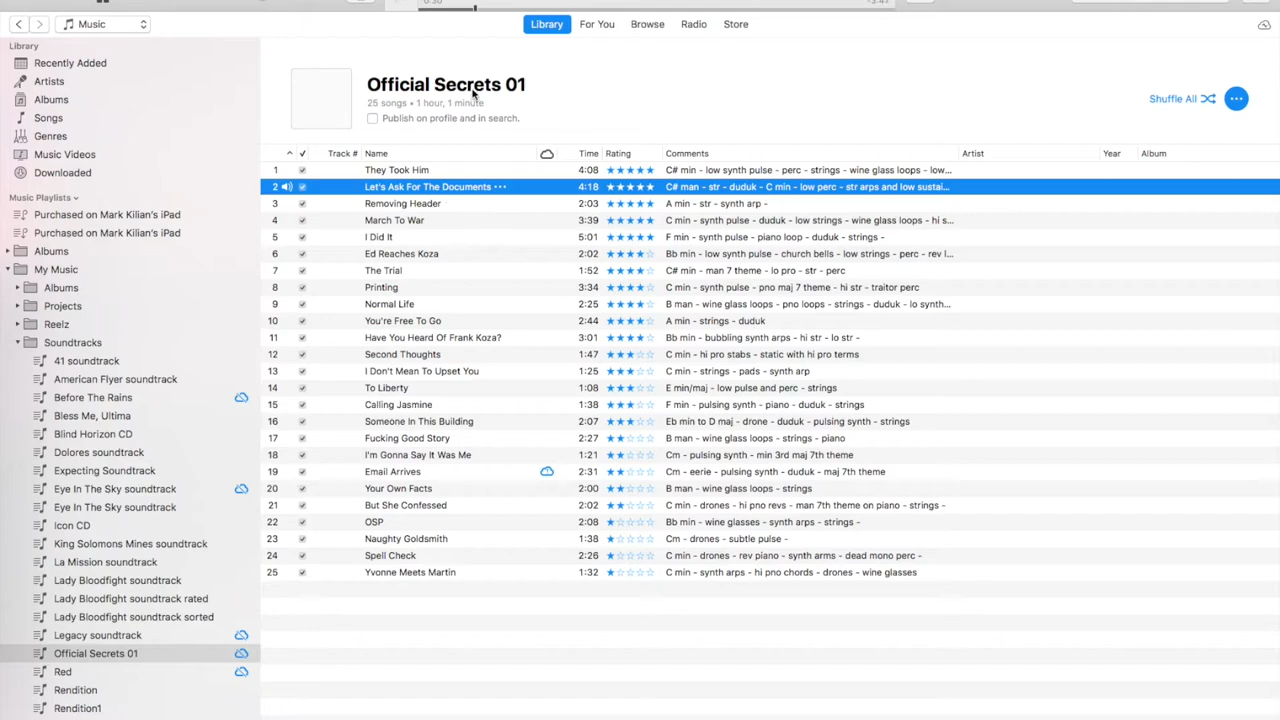 0:30
-3:47
Music
Library For You Browse Radio Store
Library
Recently Added
Artists
Albums
Songs
Genres
Music Videos
Downloaded
Music Playlists
Purchased on Mark Kilian's iPad
Purchased on Mark Kilian's iPad
Albums
My Music
Albums
Projects
Reelz
Soundtracks
41 soundtrack
American Flyer soundtrack
Before The Rains
Bless Me, Ultima
Blind Horizon CD
Dolores soundtrack
Expecting Soundtrack
Eye In The Sky soundtrack
Eye In The Sky soundtrack
Icon CD
King Solomons Mines soundtrack
La Mission soundtrack
Lady Bloodfight soundtrack
Lady Bloodfight soundtrack rated
Lady Bloodfight soundtrack sorted
Legacy soundtrack
Official Secrets 01
Red
Rendition
Rendition1
Official Secrets 01
25 songs • 1 hour, 1 minute
Publish on profile and in search.
Shuffle All
Track # Name Time Rating Comments Artist Year Album
1 They Took Him 4:08 ★★★★★ C# min - low synth pulse - perc - strings - wine glass loops - low...
2 Let's Ask For The Documents ••• 4:18 ★★★★★ C# man - str - duduk - C min - low perc - str arps and low sustai...
3 Removing Header 2:03 ★★★★★ A min - str - synth arp -
4 March To War 3:39 ★★★★★ C min - synth pulse - duduk - low strings - wine glass loops - hi s...
5 I Did It 5:01 ★★★★★ F min - synth pulse - piano loop - duduk - strings -
6 Ed Reaches Koza 2:02 ★★★★☆ Bb min - low synth pulse - church bells - low strings - perc - rev l...
7 The Trial 1:52 ★★★★☆ C# min - man 7 theme - lo pro - str - perc
8 Printing 3:34 ★★★★☆ C min - synth pulse - pno maj 7 theme - hi str - traitor perc
9 Normal Life 2:25 ★★★★☆ B man - wine glass loops - pno loops - strings - duduk - lo synth...
10 You're Free To Go 2:44 ★★★★☆ A min - strings - duduk
11 Have You Heard Of Frank Koza? 3:01 ★★★★☆ Bb min - bubbling synth arps - hi str - lo str -
12 Second Thoughts 1:47 ★★★☆☆ C min - hi pro stabs - static with hi pro terms
13 I Don't Mean To Upset You 1:25 ★★★☆☆ C min - strings - pads - synth arp
14 To Liberty 1:08 ★★★☆☆ E min/maj - low pulse and perc - strings
15 Calling Jasmine 1:38 ★★★☆☆ F min - pulsing synth - piano - duduk - strings
16 Someone In This Building 2:07 ★★★☆☆ Eb min to D maj - drone - duduk - pulsing synth - strings
17 Fucking Good Story 2:27 ★★☆☆☆ B man - wine glass loops - strings - piano
18 I'm Gonna Say It Was Me 1:21 ★★☆☆☆ Cm - pulsing synth - min 3rd maj 7th theme
19 Email Arrives 2:31 ★★☆☆☆ Cm - eerie - pulsing synth - duduk - maj 7th theme
20 Your Own Facts 2:00 ★★☆☆☆ B man - wine glass loops - strings
21 But She Confessed 2:02 ★★☆☆☆ C min - drones - hi pno revs - man 7th theme on piano - strings -
22 OSP 2:08 ★☆☆☆☆ Bb min - wine glasses - synth arps - strings -
23 Naughty Goldsmith 1:38 ★☆☆☆☆ Cm - drones - subtle pulse -
24 Spell Check 2:26 ★☆☆☆☆ C min - drones - rev piano - synth arms - dead mono perc -
25 Yvonne Meets Martin 1:32 ★☆☆☆☆ C min - synth arps - hi pno chords - drones - wine glasses